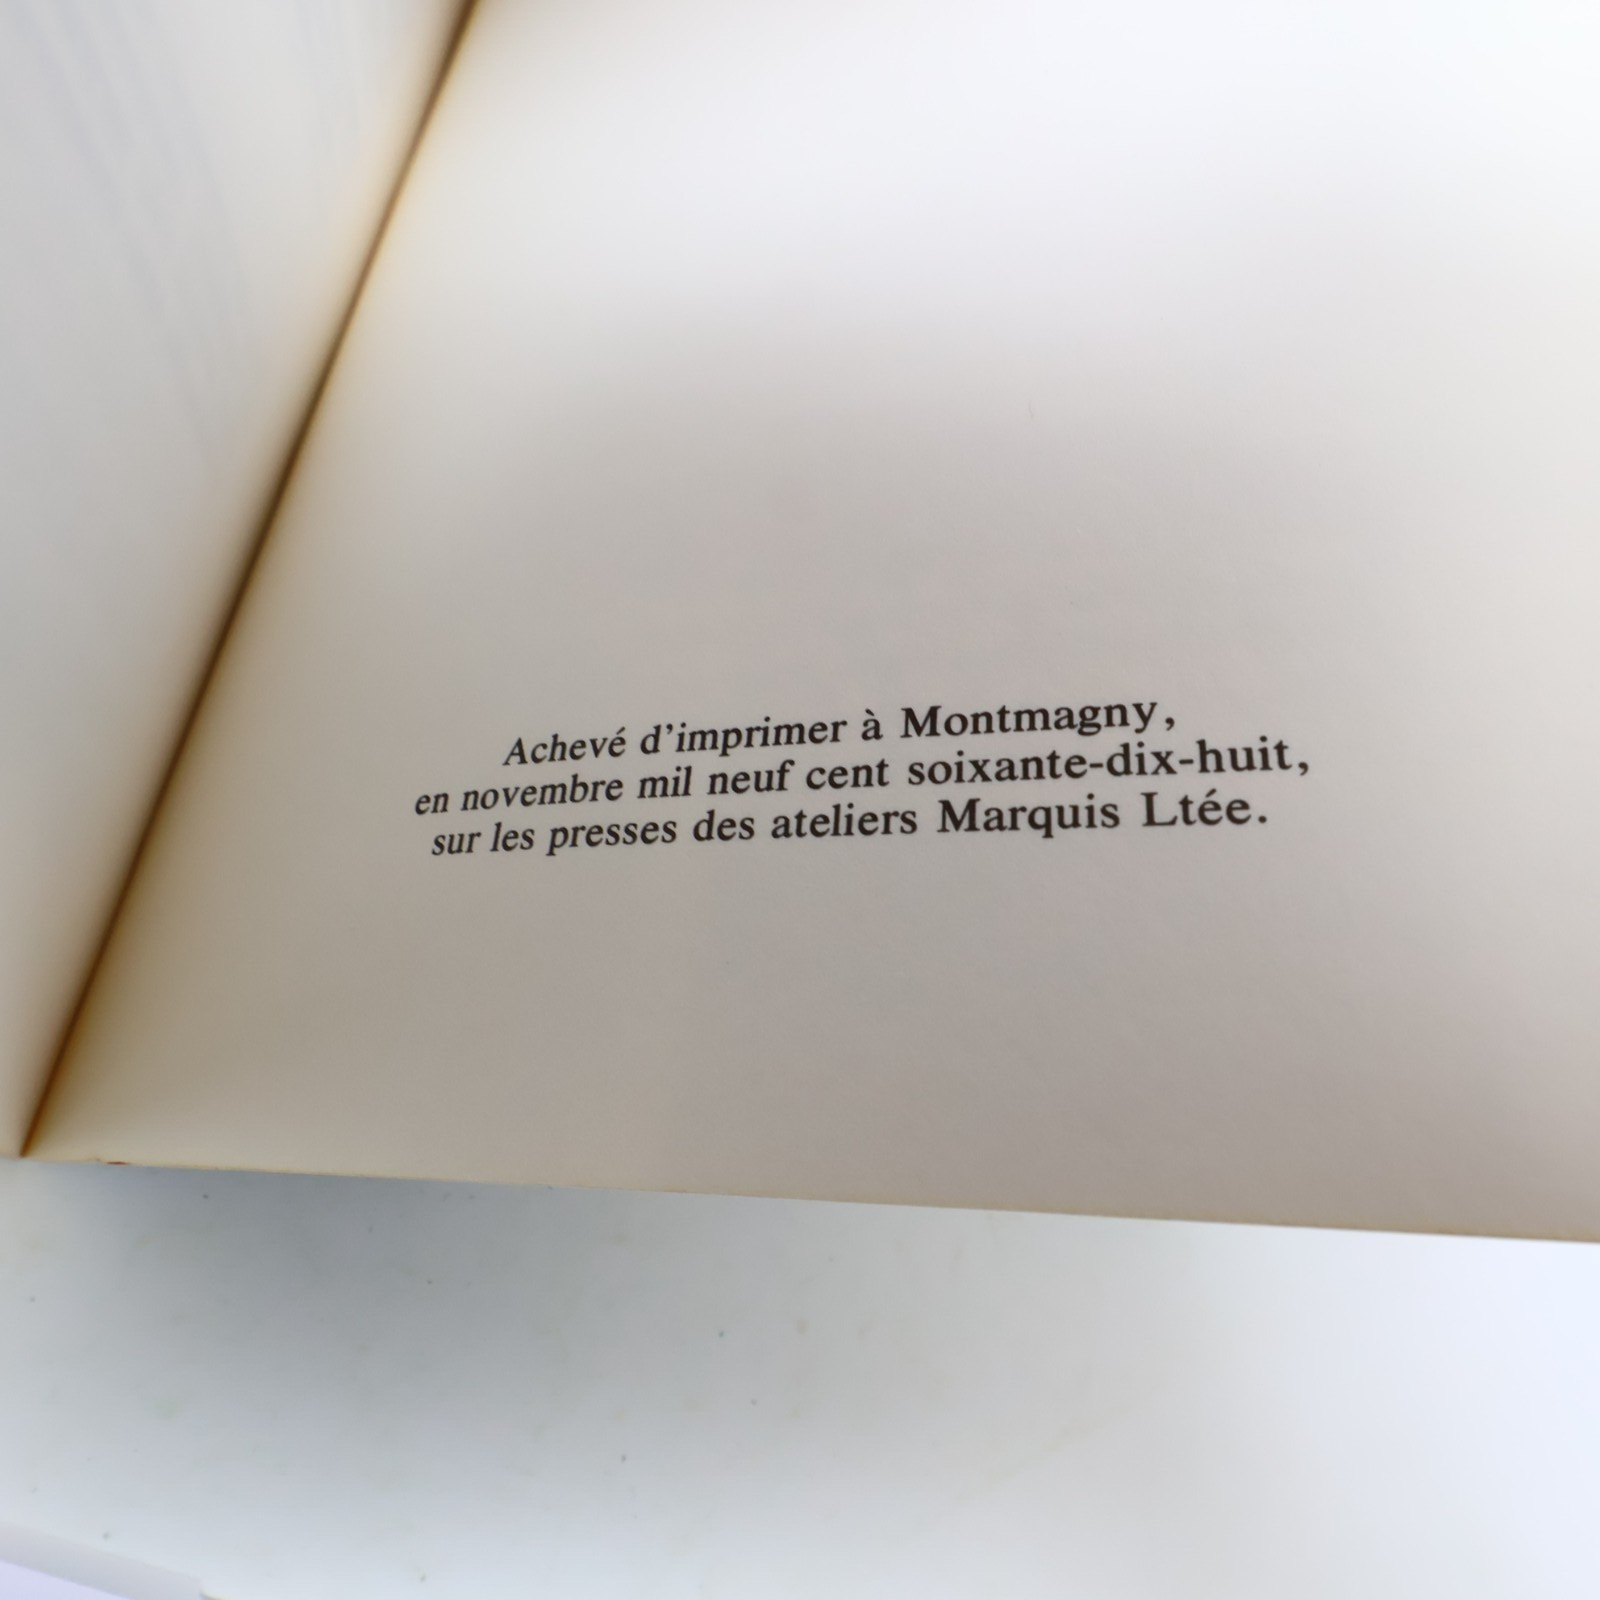 Achevé d'imprimer à Montmagny,
en novembre mil neuf cent soixante-dix-huit,
sur les presses des ateliers Marquis Ltée.